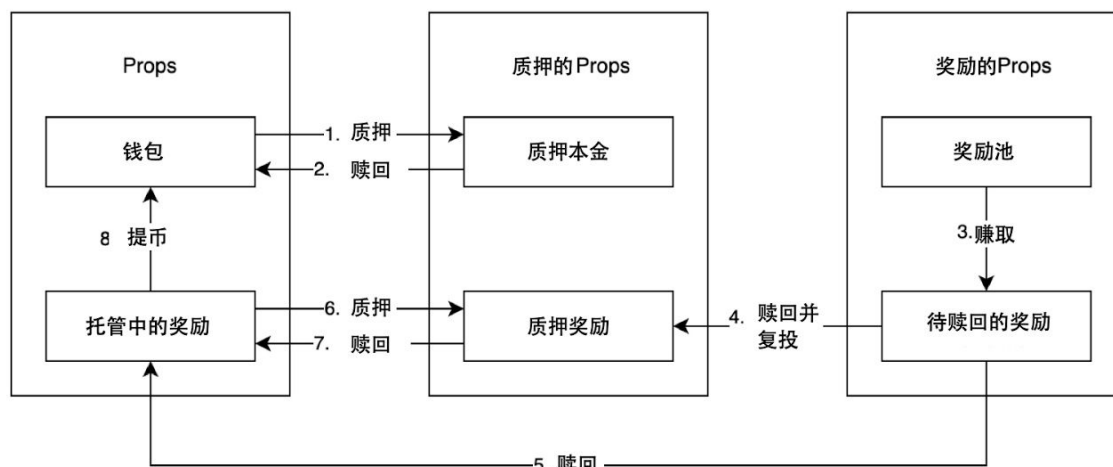 Props
质押的Props
奖励的Props
钱包
1. 质押
2. 赎回
质押本金
奖励池
8 提币
3.赚取
托管中的奖励
6. 质押
7. 赎回
质押奖励
4. 赎回并
复投
待赎回的奖励
5. 赎回